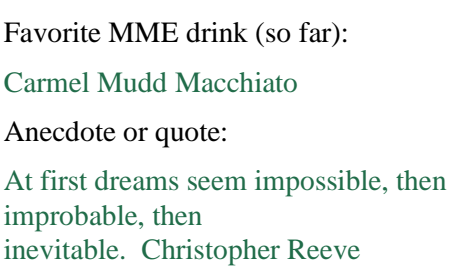 Favorite MME drink (so far):
Carmel Mudd Macchiato
Anecdote or quote:
At first dreams seem impossible, then
improbable, then
inevitable.  Christopher Reeve